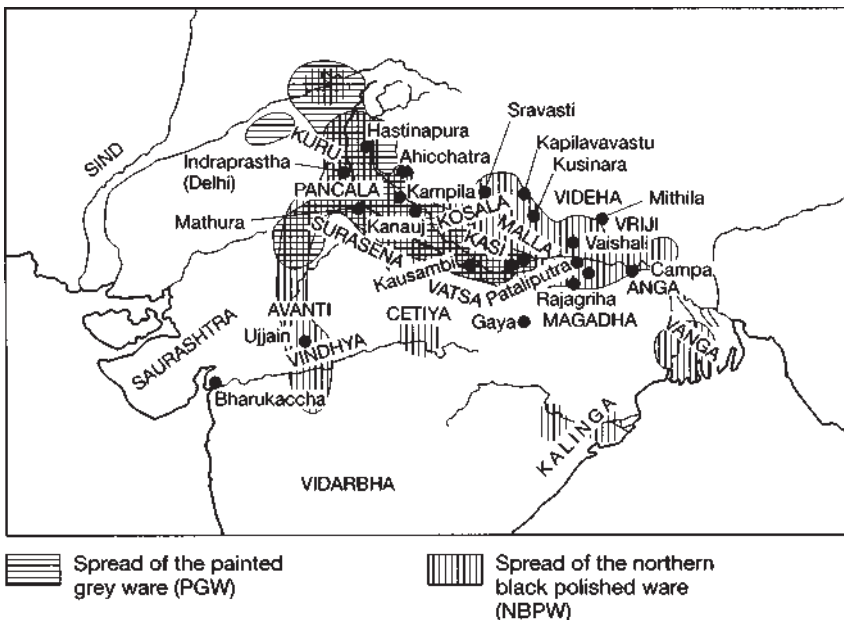 SIND
KURU
Hastinapura
Sravasti
Kapilavavastu
Kusinara
Indraprastha
(Delhi)
Ahicchatra
PANCALA
Kampila
VIDEHA
Mithila
Mathura
Kanauj
KOSALA
MALLA
VRIJI
SURASENA
KASI
Vaishali
Kausambi
VATSA
Pataliputra
Campa
ANGA
Rajagriha
AVANTI
CETIYA
Gaya
MAGADHA
Ujjain
VINDHYA
VANGA
SAURASHTRA
Bharukaccha
KALINGA
VIDARBHA
Spread of the painted
grey ware (PGW)
Spread of the northern
black polished ware
(NBPW)